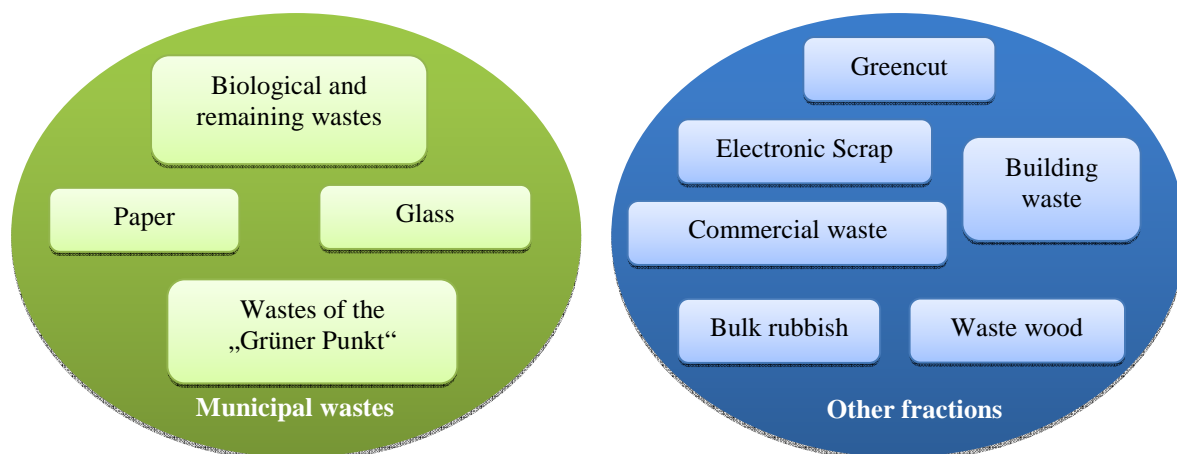 Biological and
remaining wastes
Paper
Glass
Wastes of the
„Grüner Punkt“
Municipal wastes
Greencut
Electronic Scrap
Building
waste
Commercial waste
Bulk rubbish
Waste wood
Other fractions